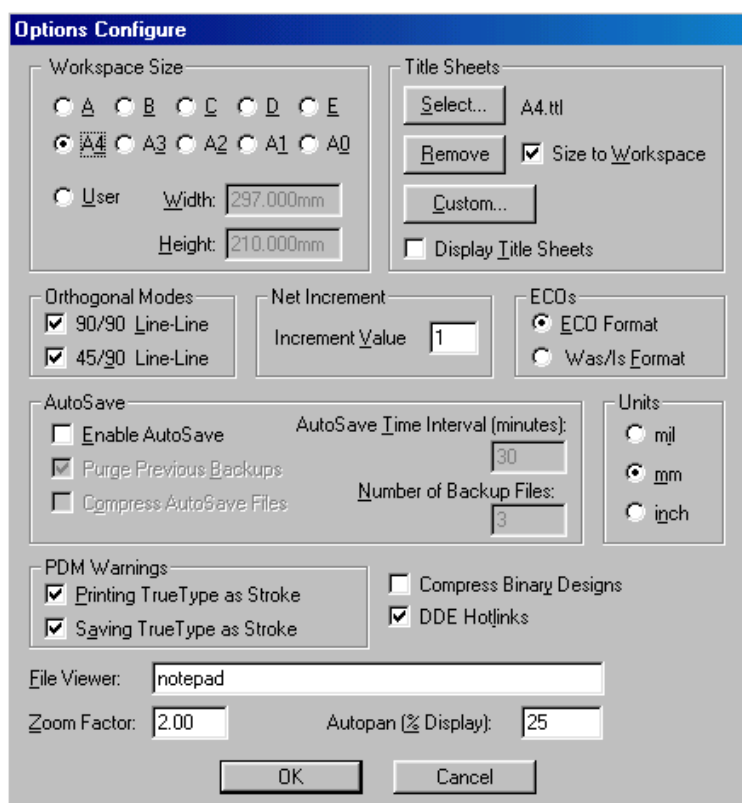 Options Configure
Workspace Size
A B C D E
A4 A3 A2 A1 A0
User Width: 297.000mm
Height: 210.000mm
Title Sheets
Select... A4.ttl
Remove Size to Workspace
Custom...
Display Title Sheets
Orthogonal Modes
90/90 Line-Line
45/90 Line-Line
Net Increment
Increment Value 1
ECOs
ECO Format
Was/Is Format
AutoSave
Enable AutoSave
Purge Previous Backups
Compress AutoSave Files
AutoSave Time Interval (minutes):
30
Number of Backup Files:
3
Units
mil
mm
inch
PDM Warnings
Printing TrueType as Stroke
Saving TrueType as Stroke
Compress Binary Designs
DDE Hotlinks
File Viewer: notepad
Zoom Factor: 2.00 Autopan (% Display): 25
OK Cancel